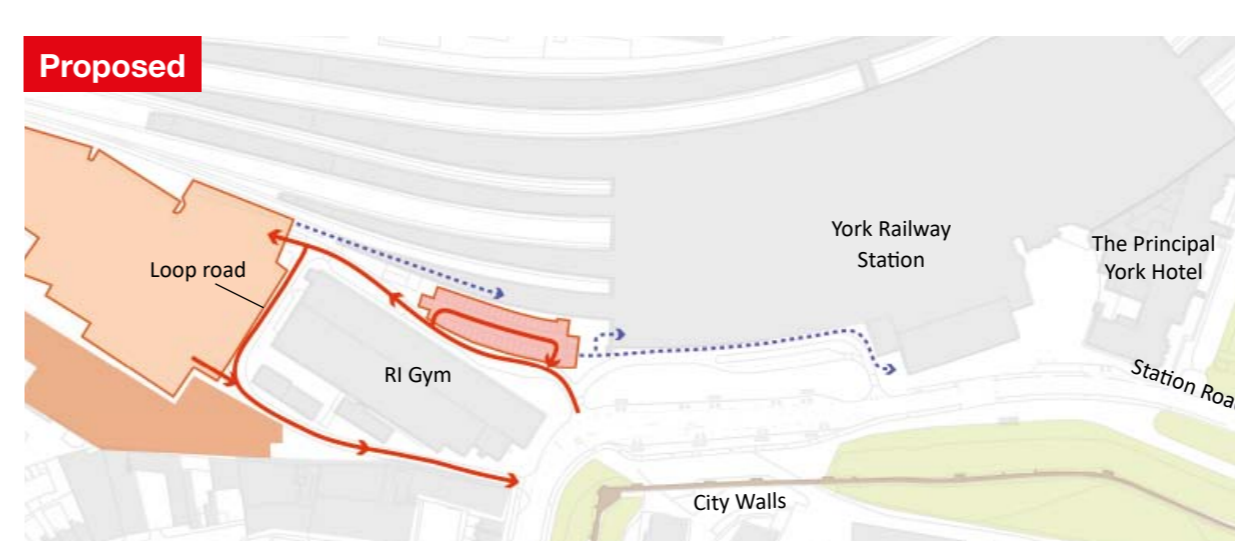 Proposed
York Railway
Station
The Principal
York Hotel
Loop road
RI Gym
Station Roa
City Walls